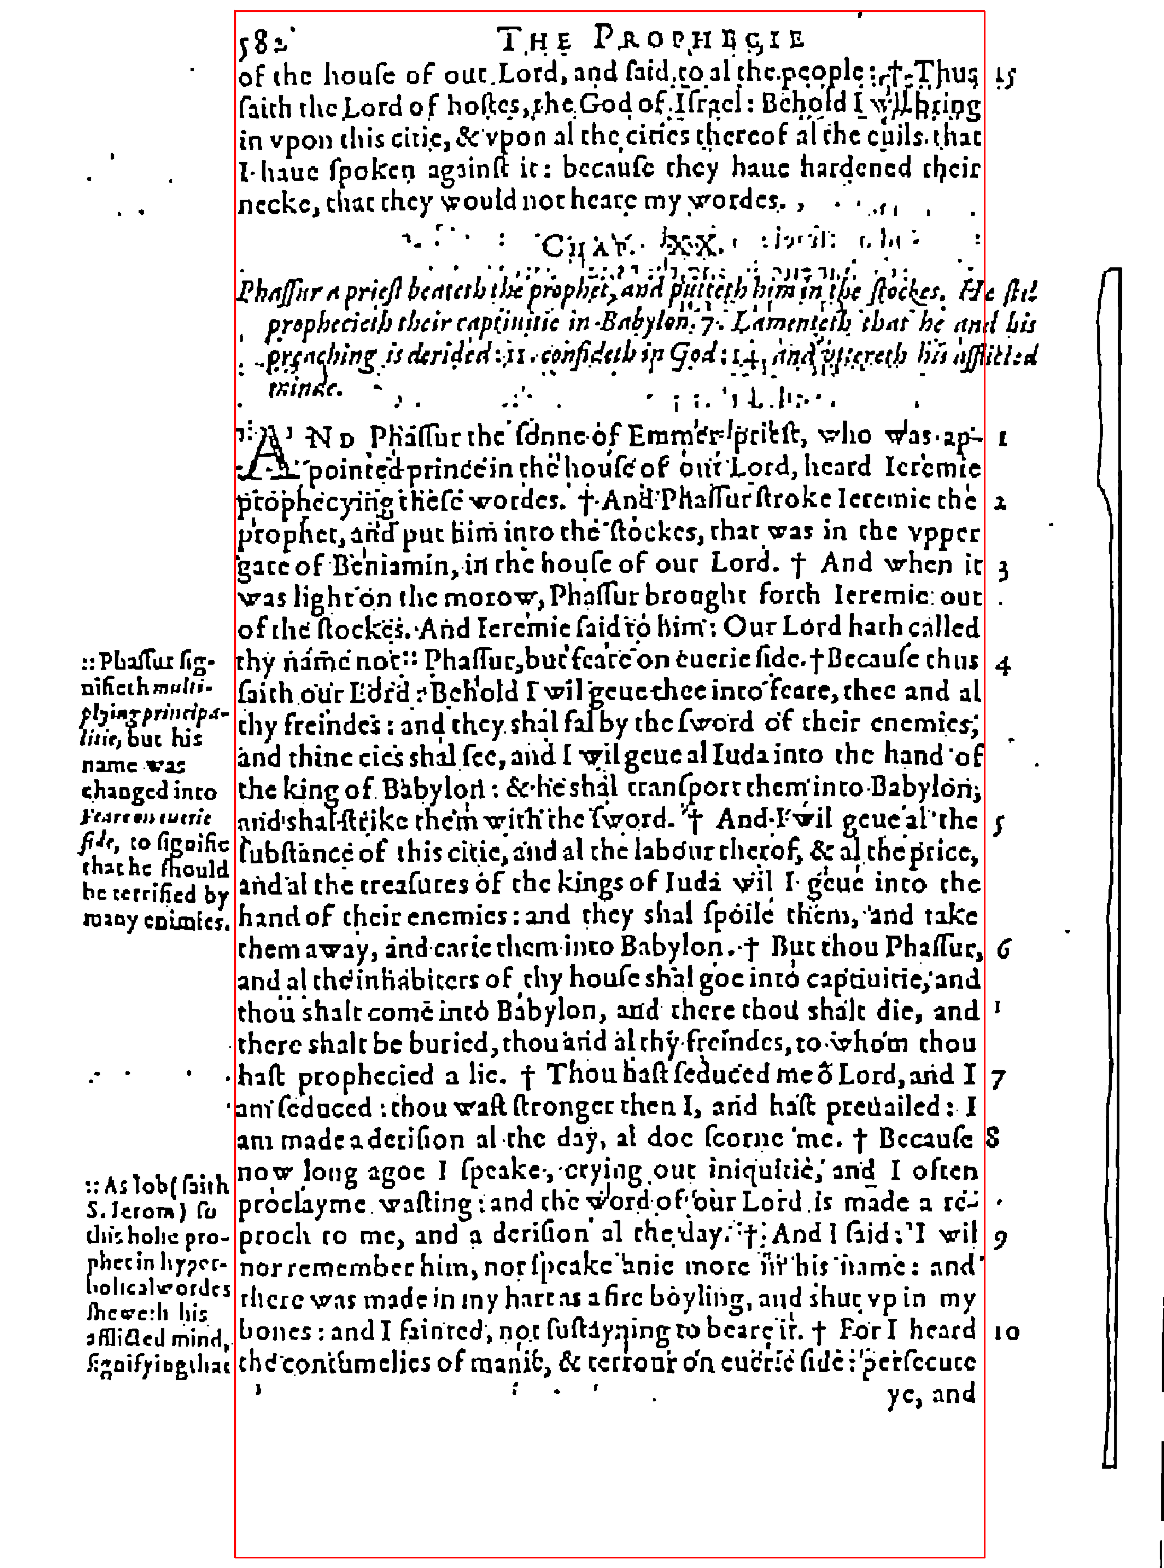 582 THE PROPHECIE
of the houſe of our Lord, and ſaid to al the people: † Thus 15
ſaith the Lord of hoſtes, the God of Iſrael: Behold I wil bring
in vpon this citie, & vpon al the cities thereof al the euils that
I haue ſpoken againſt it: becauſe they haue hardened their
necke, that they would not heare my wordes.
CHAP. XX.
Phaſſur a prieſt beateth the prophet, and putteth him in the ſtockes. He ſtil
prophecieth their captiuitie in Babylon. 7. Lamenteth that he and his
preaching is derided: 11. confideth in God: 14. and vttereth his afflicted
minde.
AND Phaſſur the ſonne of Emmer prieſt, who was ap- 1
pointed prince in the houſe of our Lord, heard Ieremie
prophecying theſe wordes. † And Phaſſur ſtroke Ieremie the 2
prophet, and put him into the ſtockes, that was in the vpper
gate of Beniamin, in the houſe of our Lord. † And when it 3
was light on the morow, Phaſſur brought forth Ieremie out
of the ſtockes. And Ieremie ſaid to him: Our Lord hath called
thy name not :: Phaſſur, but feare on euerie ſide. † Becauſe thus 4
ſaith our Lord: Behold I wil geue thee into feare, thee and al
thy freindes: and they shal fal by the ſword of their enemies;
and thine eies shal ſee, and I wil geue al Iuda into the hand of
the king of Babylon: & he shal tranſport them into Babylon,
and shal ſtrike them with the ſword. † And I wil geue al the 5
ſubſtance of this citie, and al the labour therof, & al the price,
and al the treaſures of the kings of Iuda wil I geue into the
hand of their enemies: and they shal ſpoile them, and take
them away, and carie them into Babylon. † But thou Phaſſur, 6
and al the inhabiters of thy houſe shal goe into captiuitie, and
thou shalt come into Babylon, and there thou shalt die, and
there shalt be buried, thou and al thy freindes, to whom thou
haſt prophecied a lie. † Thou haſt ſeduced me ô Lord, and I 7
am ſeduced: thou waſt ſtronger then I, and haſt preuailed: I
am made a deriſion al the day, al doe ſcorne me. † Becauſe 8
now long agoe I ſpeake, crying out iniquitie, and I often
proclayme waſting: and the word of our Lord is made a re-
proch to me, and a deriſion al the day. † And I ſaid: I wil 9
not remember him, nor ſpeake anie more in his name: and
there was made in my hart as a fire boyling, and shut vp in my
bones: and I fainted, not ſuſtayning to beare it. † For I heard 10
the contumelies of manie, & terrour on euerie ſide: perſecute
ye, and
:: Phaſſur ſig-
nifieth multi-
plying principa-
litie, but his
name was
changed into
Feare on euerie
ſide, to ſignifie
that he ſhould
be terrified by
many enimies.
:: As Iob (ſaith
S. Ierom) ſo
this holie pro-
phet in hyper-
bolical wordes
ſheweth his
afflicted mind,
ſignifying that